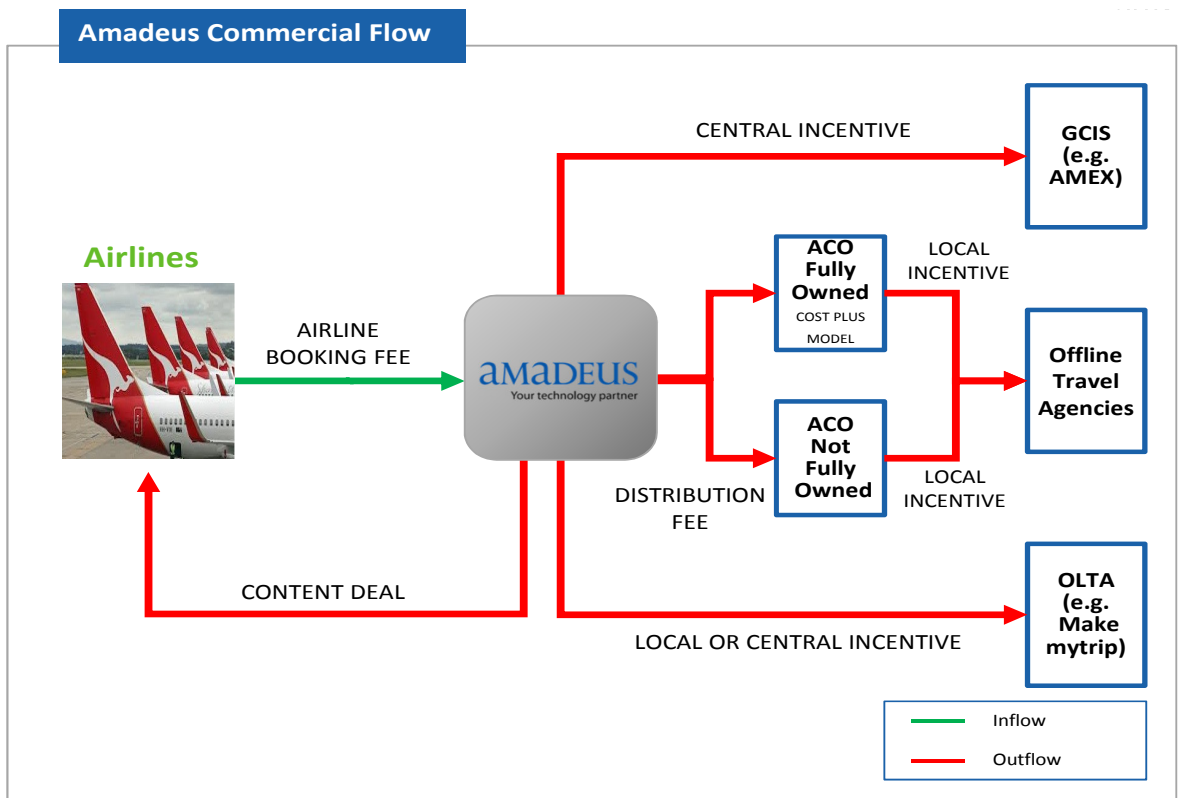 Amadeus Commercial Flow
CENTRAL INCENTIVE
GCIS
(e.g.
AMEX)
Airlines
AIRLINE
BOOKING FEE
amadeus
Your technology partner
ACO
Fully
Owned
COST PLUS
MODEL
LOCAL
INCENTIVE
Offline
Travel
Agencies
ACO
Not
Fully
Owned
LOCAL
INCENTIVE
DISTRIBUTION
FEE
CONTENT DEAL
LOCAL OR CENTRAL INCENTIVE
OLTA
(e.g.
Make
mytrip)
Inflow
Outflow